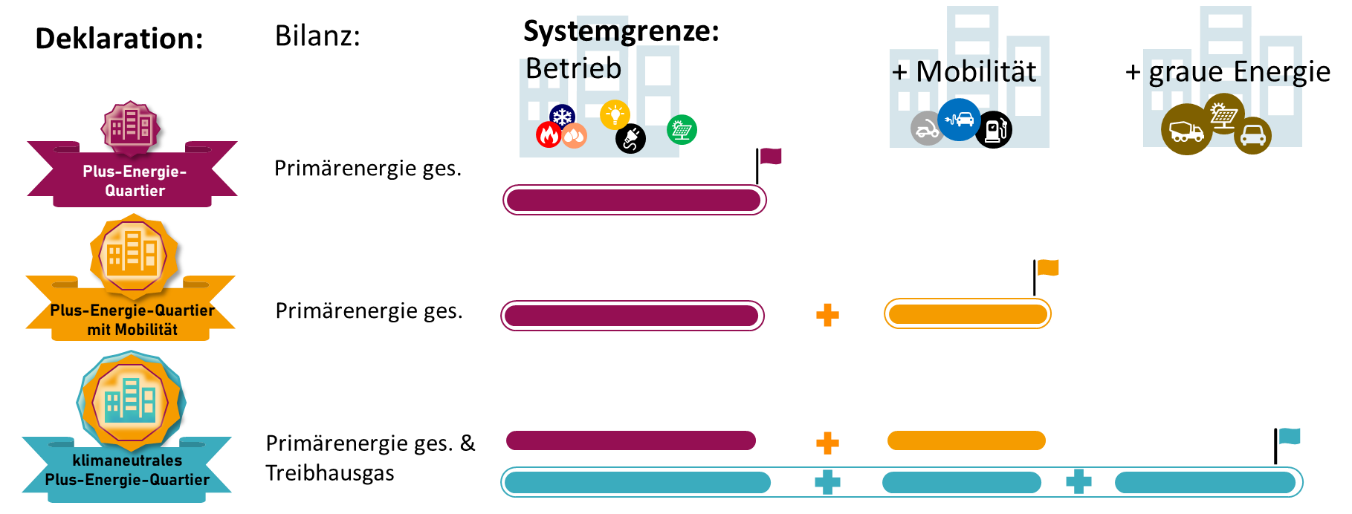 Deklaration:
Bilanz:
Systemgrenze:
Betrieb
+ Mobilität
+ graue Energie
Plus-Energie-
Quartier
Primärenergie ges.
Plus-Energie-Quartier
mit Mobilität
Primärenergie ges.
klimaneutrales
Plus-Energie-Quartier
Primärenergie ges. &
Treibhausgas